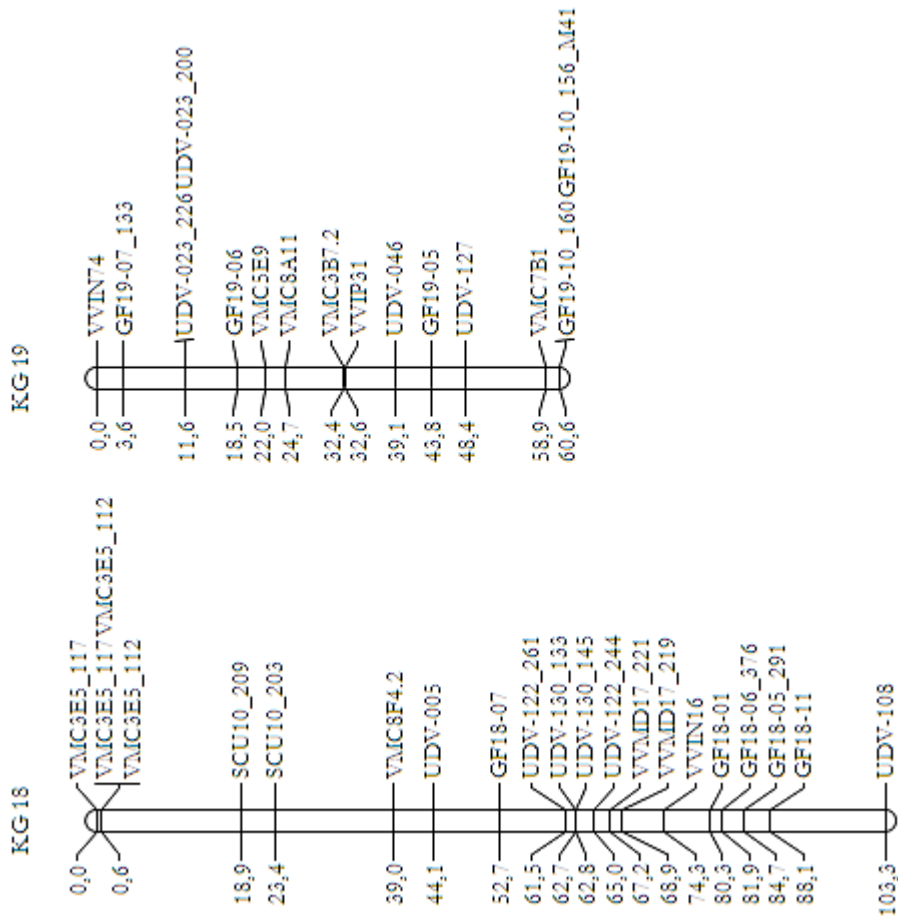 KG 18
0,0 VMC3E5_117
VMC3E5_117 VMC3E5_112
0,6 VMC3E5_112
18,9 SCU10_209
23,4 SCU10_203
39,0 VMC8F4.2
44,1 UDV-005
52,7 GF18-07
61,5 UDV-122_261
62,7 UDV-130_133
62,8 UDV-130_145
65,0 UDV-122_244
67,2 VVMD17_221
68,9 VVMD17_219
74,3 VVIN16
80,3 GF18-01
81,9 GF18-06_376
84,7 GF18-05_291
88,1 GF18-11
103,3 UDV-108
KG 19
0,0 VVIN74
3,6 GF19-07_133
11,6 UDV-023_226 UDV-023_200
18,5 GF19-06
22,0 VMC5E9
24,7 VMC8A11
32,4 VMC3B7.2
32,6 VVIP31
39,1 UDV-046
43,8 GF19-05
48,4 UDV-127
58,9 VMC7B1
60,6 GF19-10_160 GF19-10_156_M41